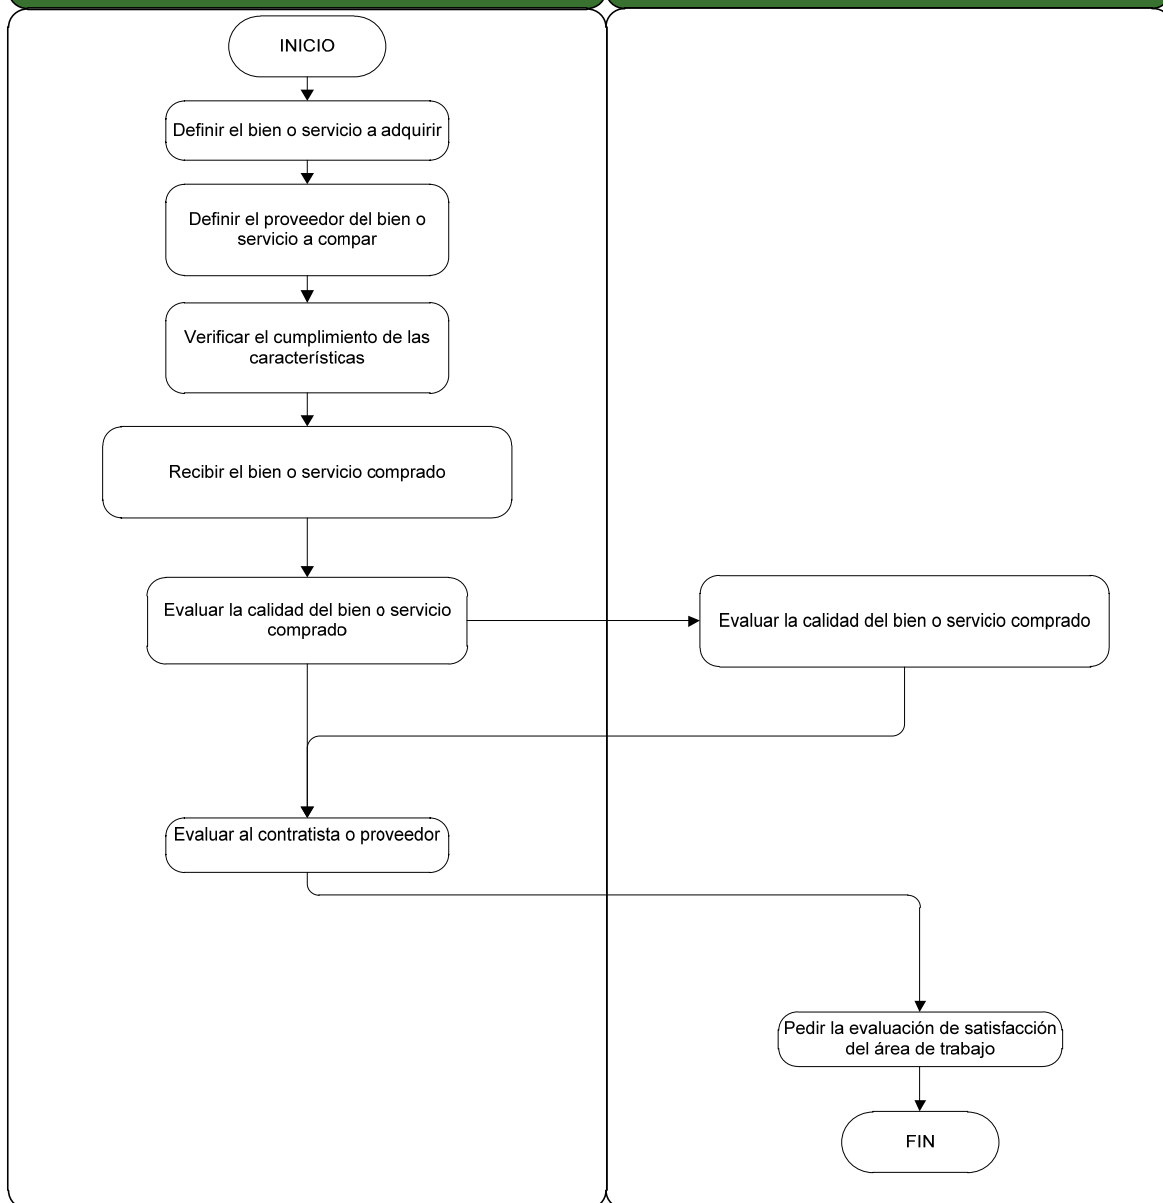 INICIO
Definir el bien o servicio a adquirir
Definir el proveedor del bien o
servicio a compar
Verificar el cumplimiento de las
características
Recibir el bien o servicio comprado
Evaluar la calidad del bien o servicio
comprado
Evaluar la calidad del bien o servicio comprado
Evaluar al contratista o proveedor
Pedir la evaluación de satisfacción
del área de trabajo
FIN